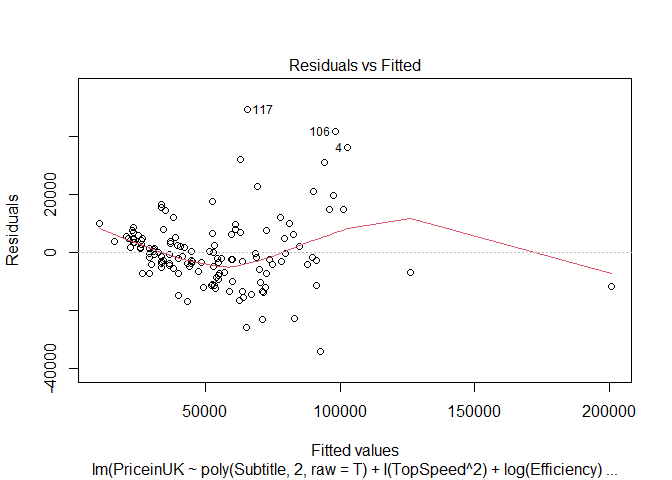 Residuals vs Fitted
117
106
4
Residuals
20000
0
-40000
50000
100000
150000
200000
Fitted values
lm(PriceinUK ~ poly(Subtitle, 2, raw = T) + I(TopSpeed^2) + log(Efficiency) ...